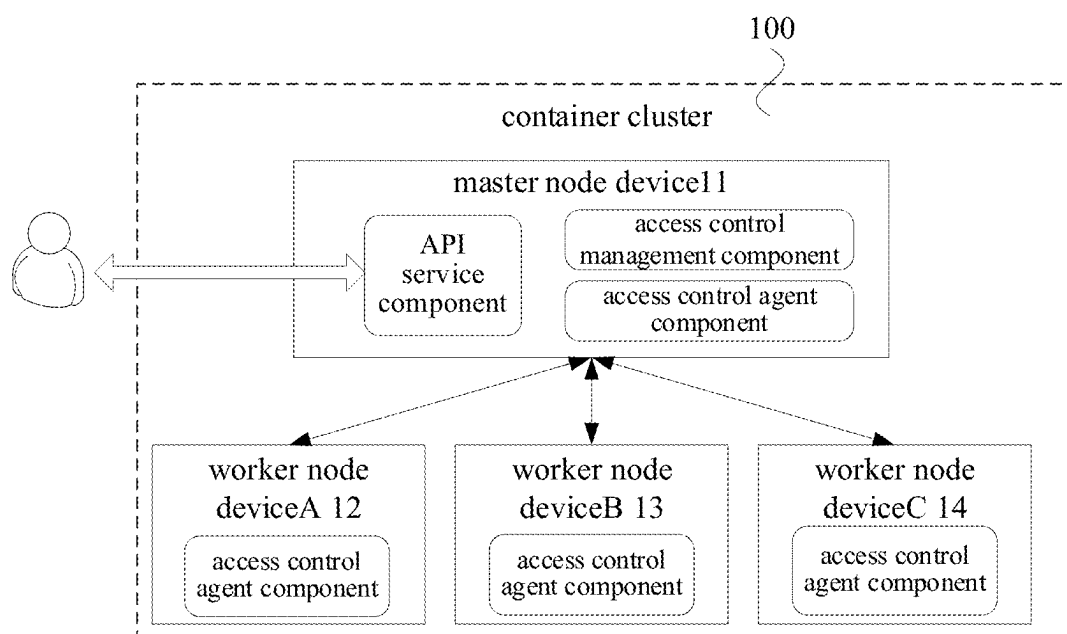 100
container cluster
master node device11
API
service
component
access control
management component
access control agent
component
worker node
deviceA 12
access control
agent component
worker node
deviceB 13
access control
agent component
worker node
deviceC 14
access control
agent component